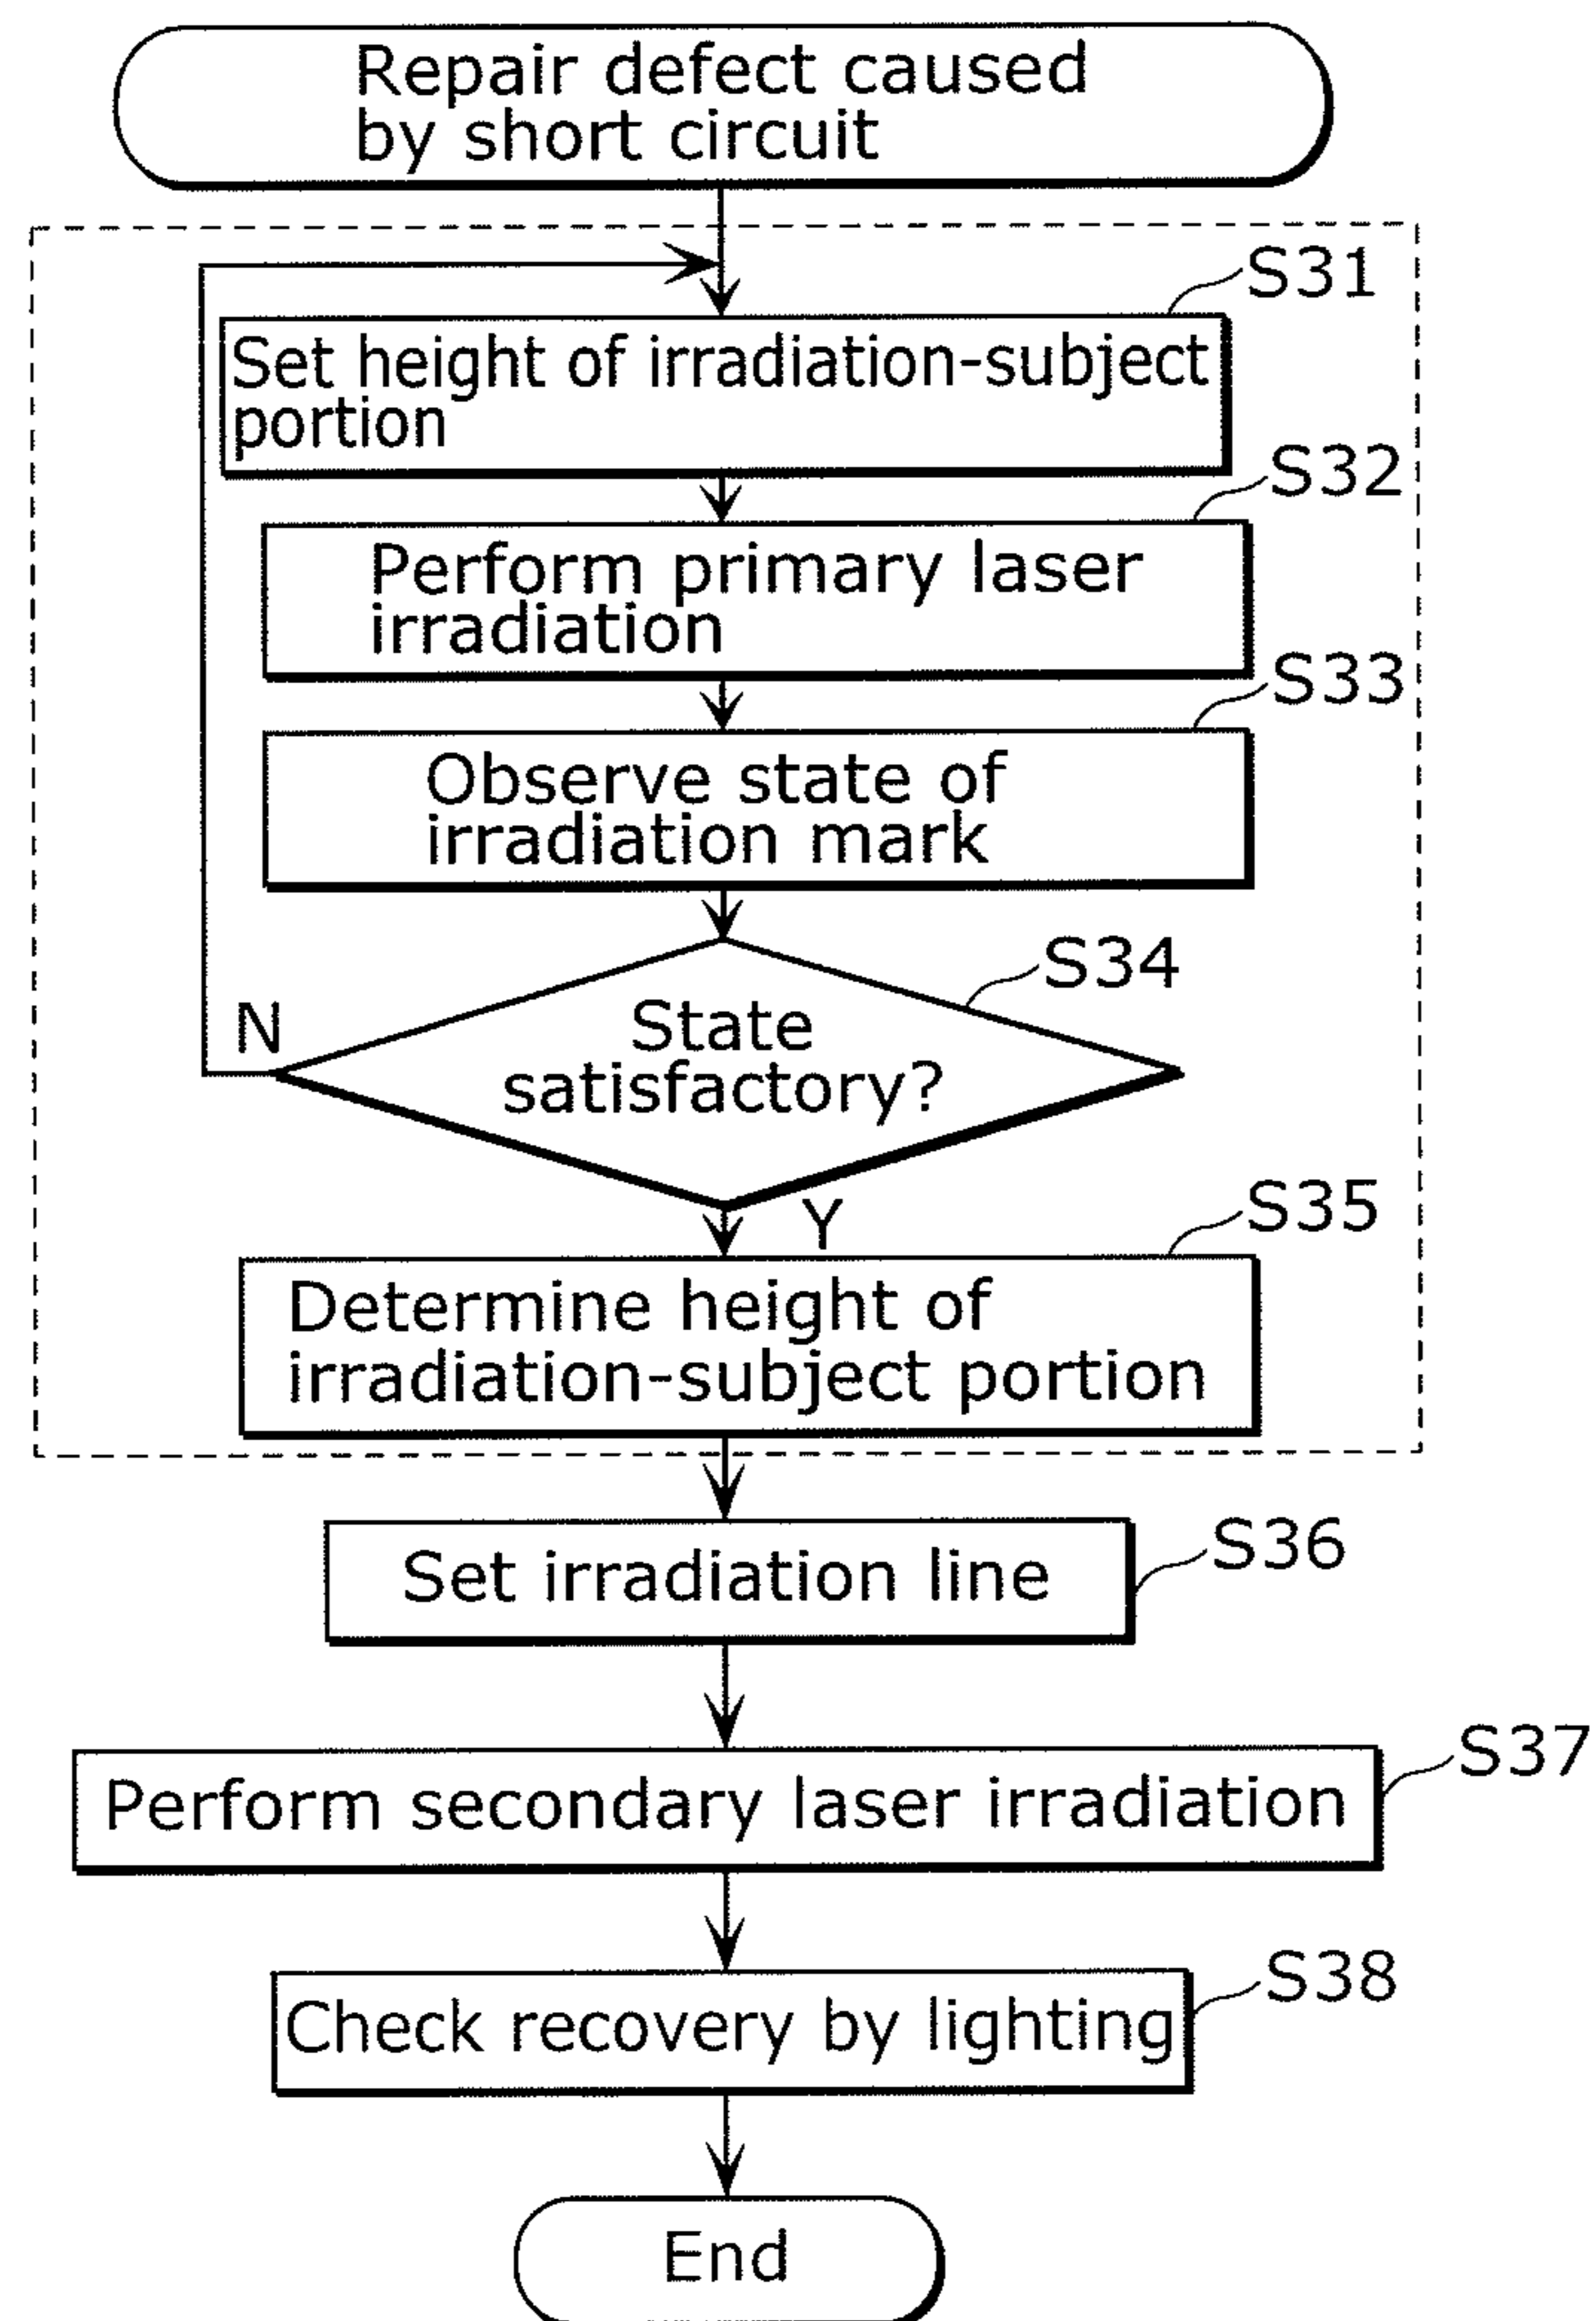 Repair defect caused
by short circuit
S31
Set height of irradiation-subject
portion
S32
Perform primary laser
irradiation
S33
Observe state of
irradiation mark
S34
N
State
satisfactory?
Y
S35
Determine height of
irradiation-subject portion
S36
Set irradiation line
S37
Perform secondary laser irradiation
S38
Check recovery by lighting
End